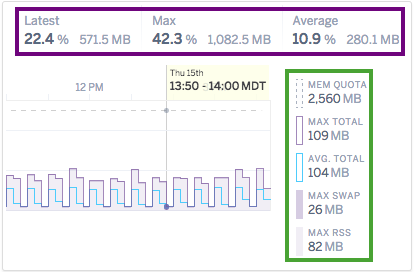 Latest Max Average
22.4 % 571.5 MB 42.3 % 1,082.5 MB 10.9 % 280.1 MB
Thu 15th
12 PM 13:50 - 14:00 MDT
MEM QUOTA
2,560 MB
MAX TOTAL
109 MB
AVG. TOTAL
104 MB
MAX SWAP
26 MB
MAX RSS
82 MB